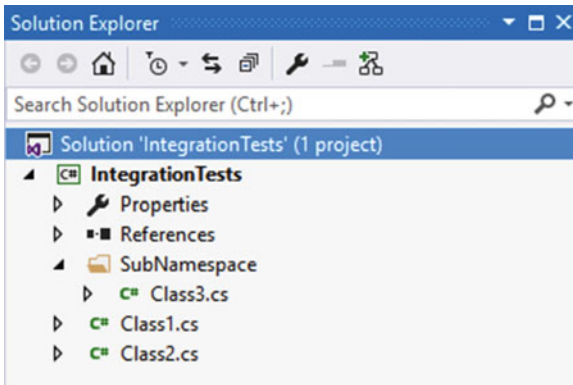 Solution Explorer
Search Solution Explorer (Ctrl+;)
Solution 'IntegrationTests' (1 project)
C# IntegrationTests
Properties
References
SubNamespace
C# Class3.cs
C# Class1.cs
C# Class2.cs